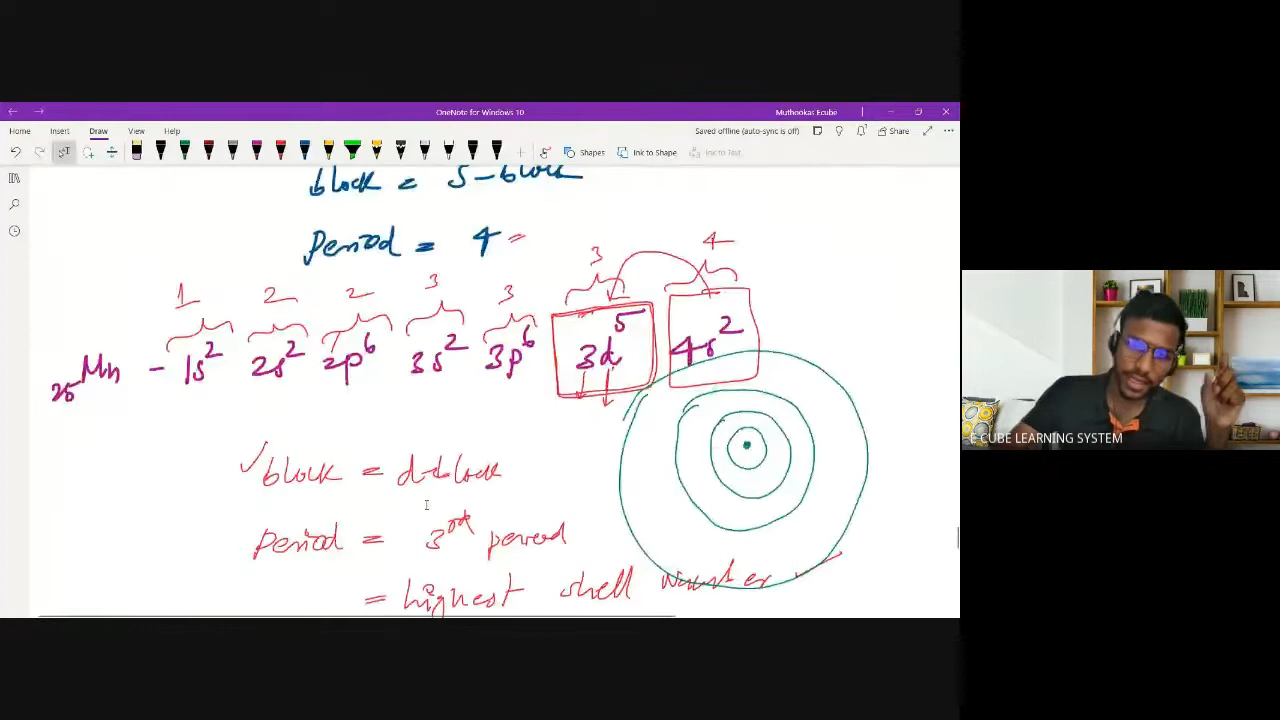 OneNote for Windows 10
Muthookas Ecube
Home Insert Draw View Help
Saved offline (auto-sync is off)
Share
Shapes
Ink to Shape
Ink to Text
block = S-block
Period = 4
1 2 2 3 3 3 4
25Mn - 1s² 2s² 2p⁶ 3s² 3p⁶ 3d⁵ 4s²
✓ block = d-block
Period = 3rd period
= highest shell number
E CUBE LEARNING SYSTEM